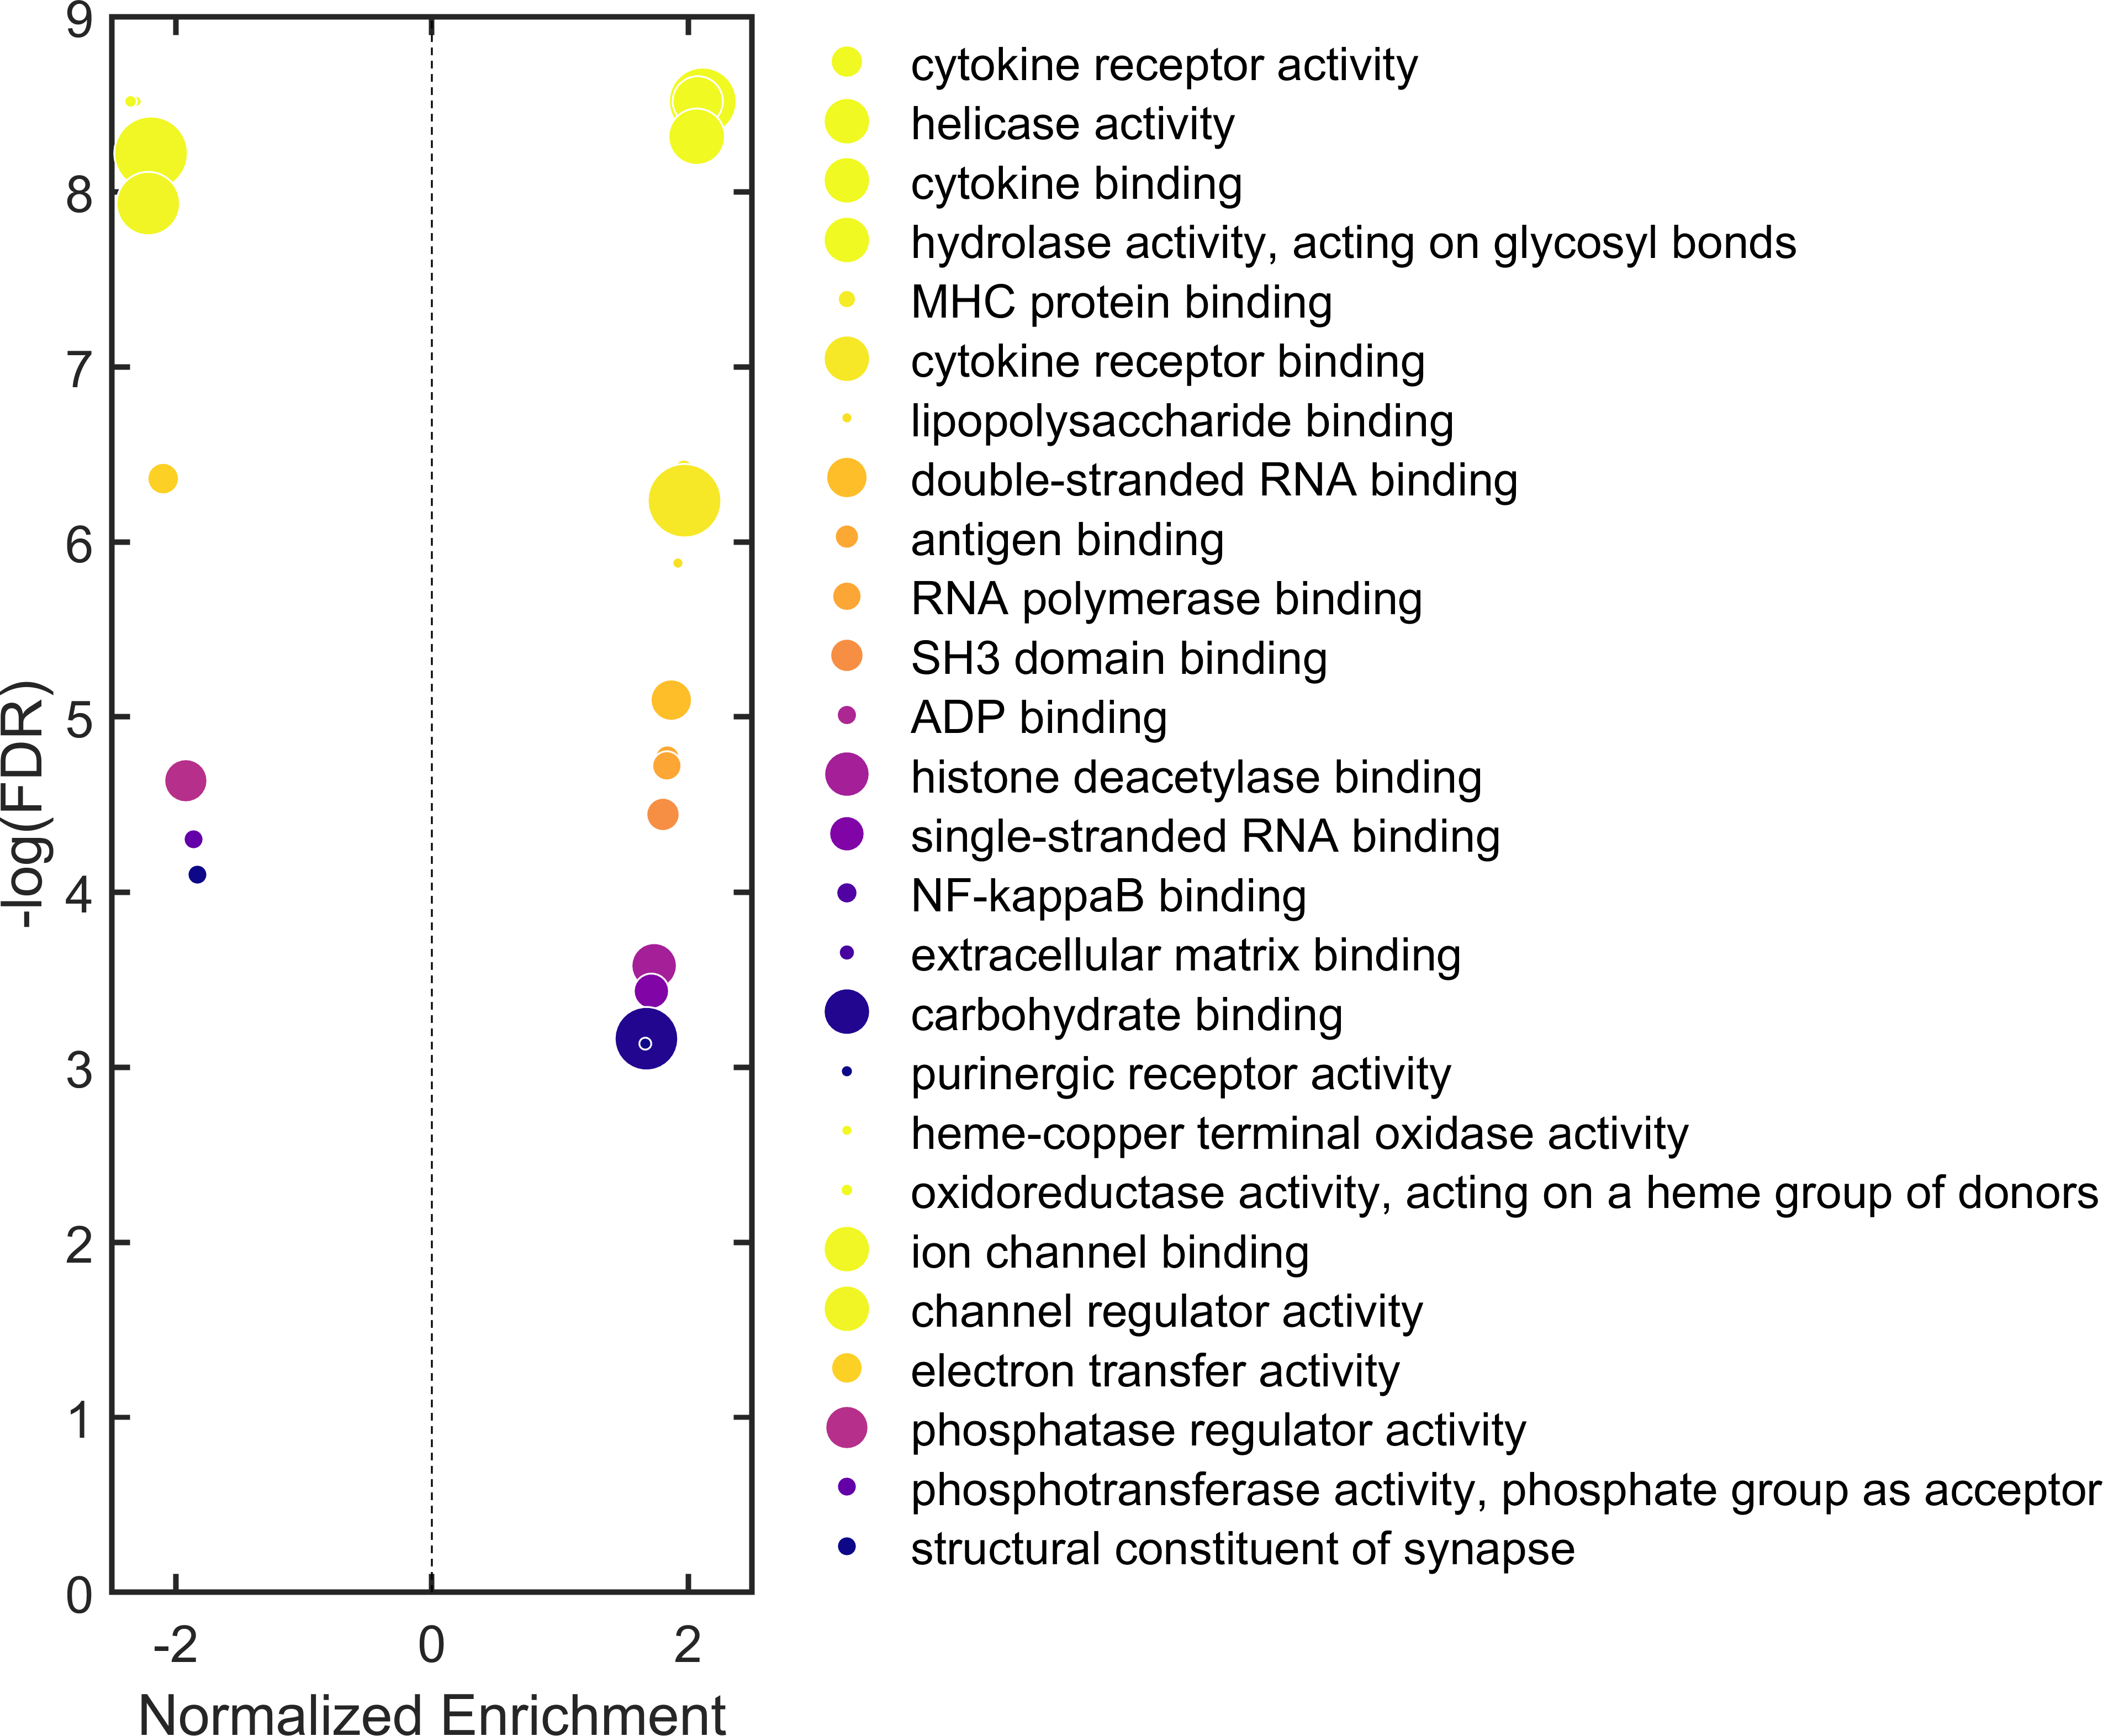 9
8
7
6
5
4
3
2
1
0
-log(FDR)
-2
0
2
Normalized Enrichment
cytokine receptor activity
helicase activity
cytokine binding
hydrolase activity, acting on glycosyl bonds
MHC protein binding
cytokine receptor binding
lipopolysaccharide binding
double-stranded RNA binding
antigen binding
RNA polymerase binding
SH3 domain binding
ADP binding
histone deacetylase binding
single-stranded RNA binding
NF-kappaB binding
extracellular matrix binding
carbohydrate binding
purinergic receptor activity
heme-copper terminal oxidase activity
oxidoreductase activity, acting on a heme group of donors
ion channel binding
channel regulator activity
electron transfer activity
phosphatase regulator activity
phosphotransferase activity, phosphate group as acceptor
structural constituent of synapse